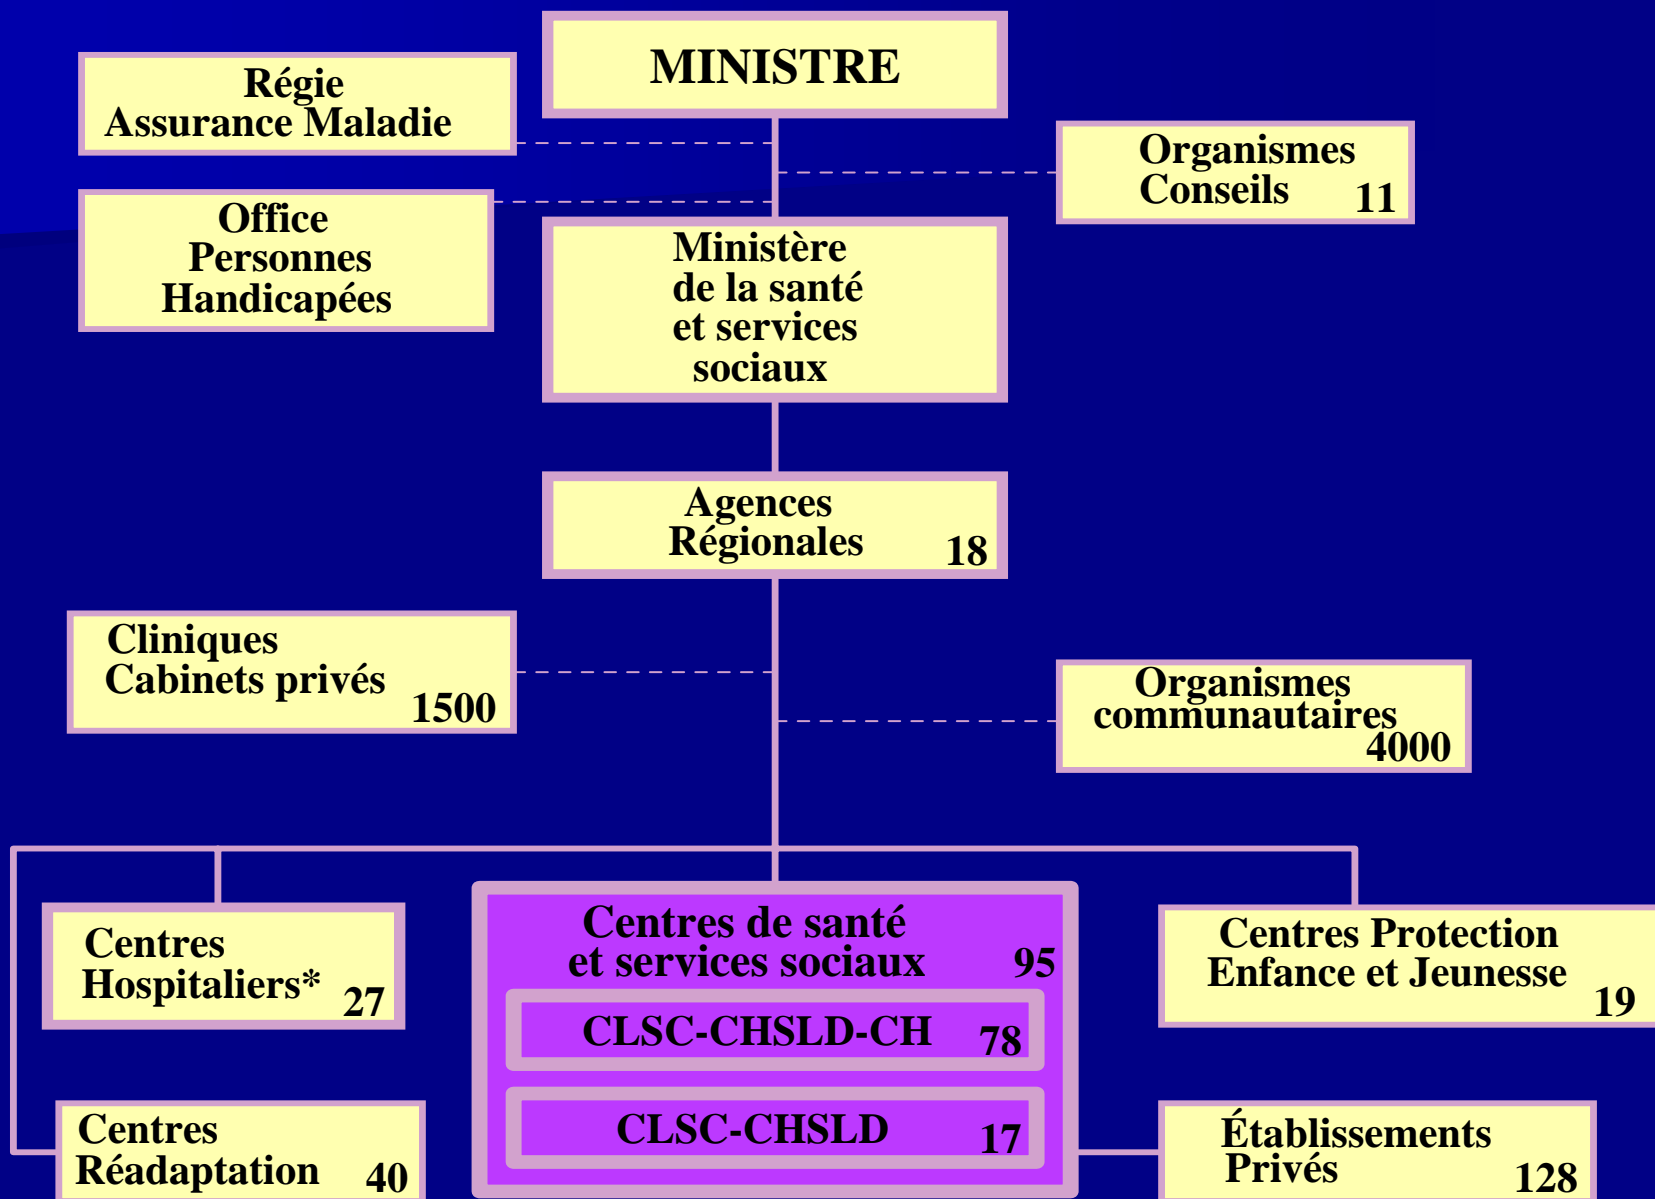 MINISTRE
Régie
Assurance Maladie
Organismes
Conseils 11
Office
Personnes
Handicapées
Ministère
de la santé
et services
sociaux
Agences
Régionales 18
Cliniques
Cabinets privés 1500
Organismes
communautaires
4000
Centres
Hospitaliers* 27
Centres de santé
et services sociaux 95
CLSC-CHSLD-CH 78
CLSC-CHSLD 17
Centres Protection
Enfance et Jeunesse
19
Centres
Réadaptation 40
Établissements
Privés 128